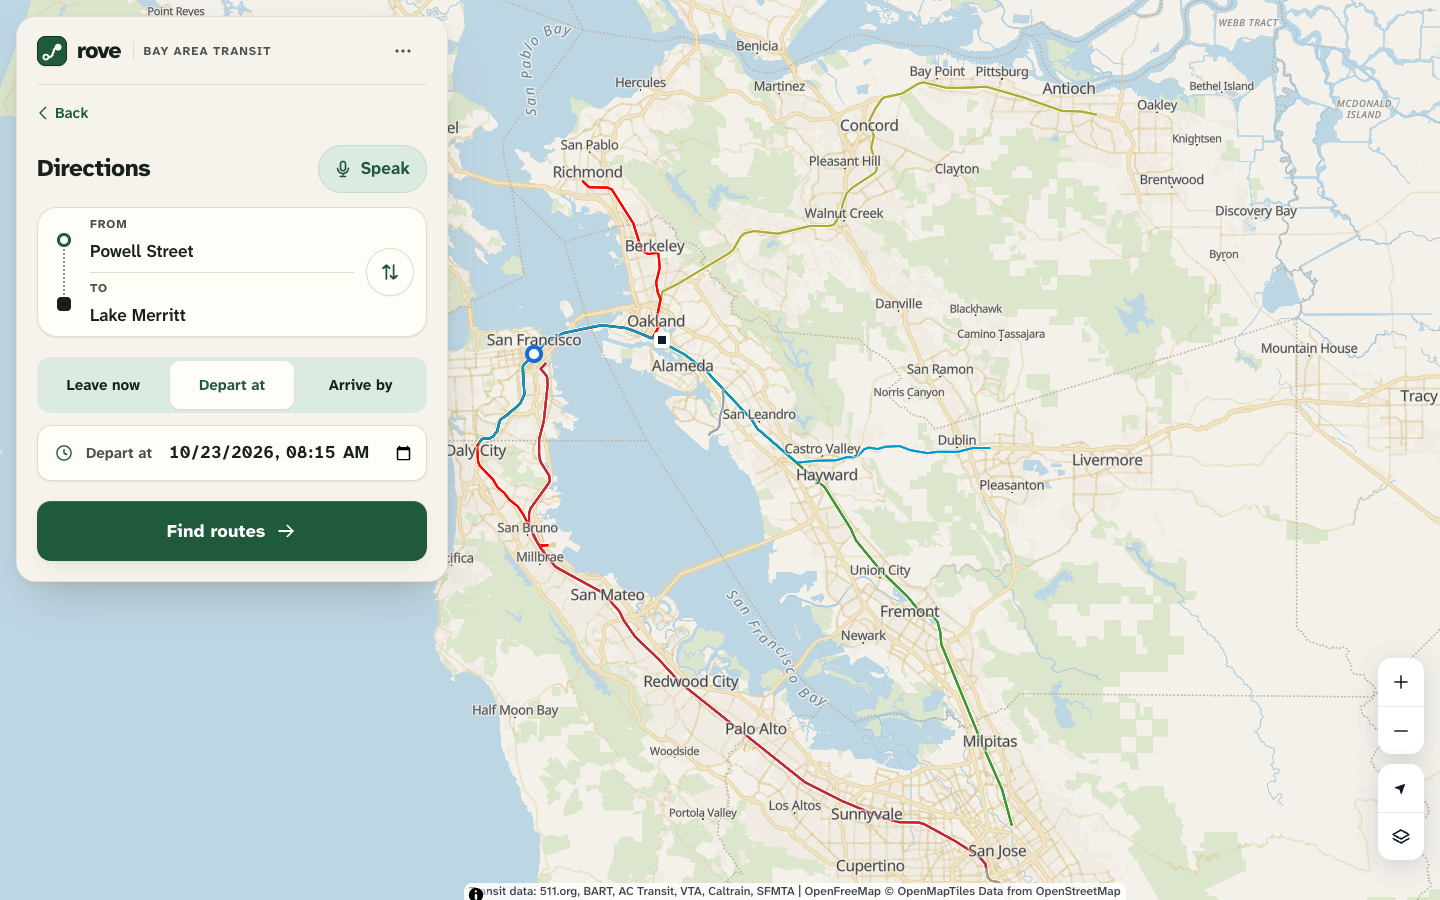 rove
BAY AREA TRANSIT
Back
Directions
Speak
FROM
Powell Street
TO
Lake Merritt
Leave now
Depart at
Arrive by
Depart at
10/23/2026, 08:15 AM
Find routes
Point Reyes
San Pablo Bay
Benicia
WEBB TRACT
Hercules
Martinez
Bay Point
Pittsburg
Antioch
Bethel Island
Oakley
MCDONALD
ISLAND
el
Concord
San Pablo
Knightsen
Richmond
Pleasant Hill
Clayton
Brentwood
Walnut Creek
Discovery Bay
Berkeley
Byron
Danville
Blackhawk
Oakland
Camino Tassajara
San Francisco
Mountain House
Alameda
San Ramon
Norris Canyon
Tracy
San Leandro
Daly City
Castro Valley
Dublin
Livermore
Hayward
Pleasanton
San Bruno
ifica
Millbrae
Union City
San Mateo
Fremont
San Francisco Bay
Newark
Redwood City
Half Moon Bay
Palo Alto
Milpitas
Woodside
Los Altos
Portola Valley
Sunnyvale
San Jose
Cupertino
ansit data: 511.org, BART, AC Transit, VTA, Caltrain, SFMTA | OpenFreeMap © OpenMapTiles Data from OpenStreetMap